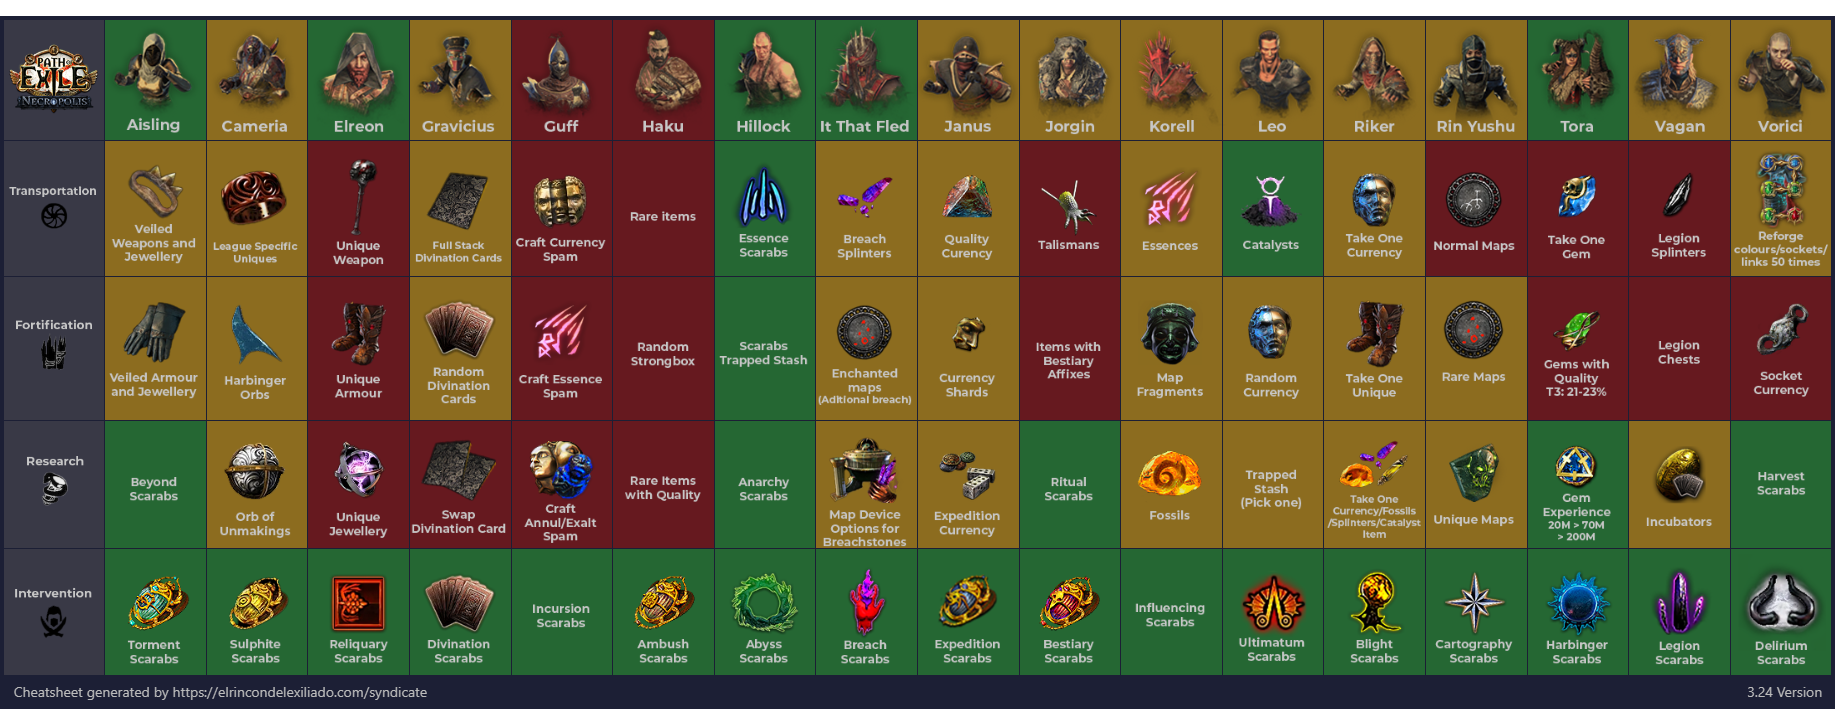 PATH OF
EXILE
NECROPOLIS
Aisling
Cameria
Elreon
Gravicius
Guff
Haku
Hillock
It That Fled
Janus
Jorgin
Korell
Leo
Riker
Rin Yushu
Tora
Vagan
Vorici
Transportation
Veiled
Weapons and
Jewellery
League Specific
Uniques
Unique
Weapon
Full Stack
Divination Cards
Craft Currency
Spam
Rare items
Essence
Scarabs
Breach
Splinters
Quality
Curency
Talismans
Essences
Catalysts
Take One
Currency
Normal Maps
Take One
Gem
Legion
Splinters
Reforge
colours/sockets/
links 50 times
Fortification
Veiled Armour
and Jewellery
Harbinger
Orbs
Unique
Armour
Random
Divination
Cards
Craft Essence
Spam
Random
Strongbox
Scarabs
Trapped Stash
Enchanted
maps
(Aditional breach)
Currency
Shards
Items with
Bestiary
Affixes
Map
Fragments
Random
Currency
Take One
Unique
Rare Maps
Gems with
Quality
T3: 21-23%
Legion
Chests
Socket
Currency
Research
Beyond
Scarabs
Orb of
Unmakings
Unique
Jewellery
Swap
Divination Card
Craft
Annul/Exalt
Spam
Rare Items
with Quality
Anarchy
Scarabs
Map Device
Options for
Breachstones
Expedition
Currency
Ritual
Scarabs
Fossils
Trapped
Stash
(Pick one)
Take One
Currency/Fossils
/Splinters/Catalyst
Item
Unique Maps
Gem
Experience
20M > 70M
> 200M
Incubators
Harvest
Scarabs
Intervention
Torment
Scarabs
Sulphite
Scarabs
Reliquary
Scarabs
Divination
Scarabs
Incursion
Scarabs
Ambush
Scarabs
Abyss
Scarabs
Breach
Scarabs
Expedition
Scarabs
Bestiary
Scarabs
Influencing
Scarabs
Ultimatum
Scarabs
Blight
Scarabs
Cartography
Scarabs
Harbinger
Scarabs
Legion
Scarabs
Delirium
Scarabs
Cheatsheet generated by https://elrincondelexiliado.com/syndicate
3.24 Version